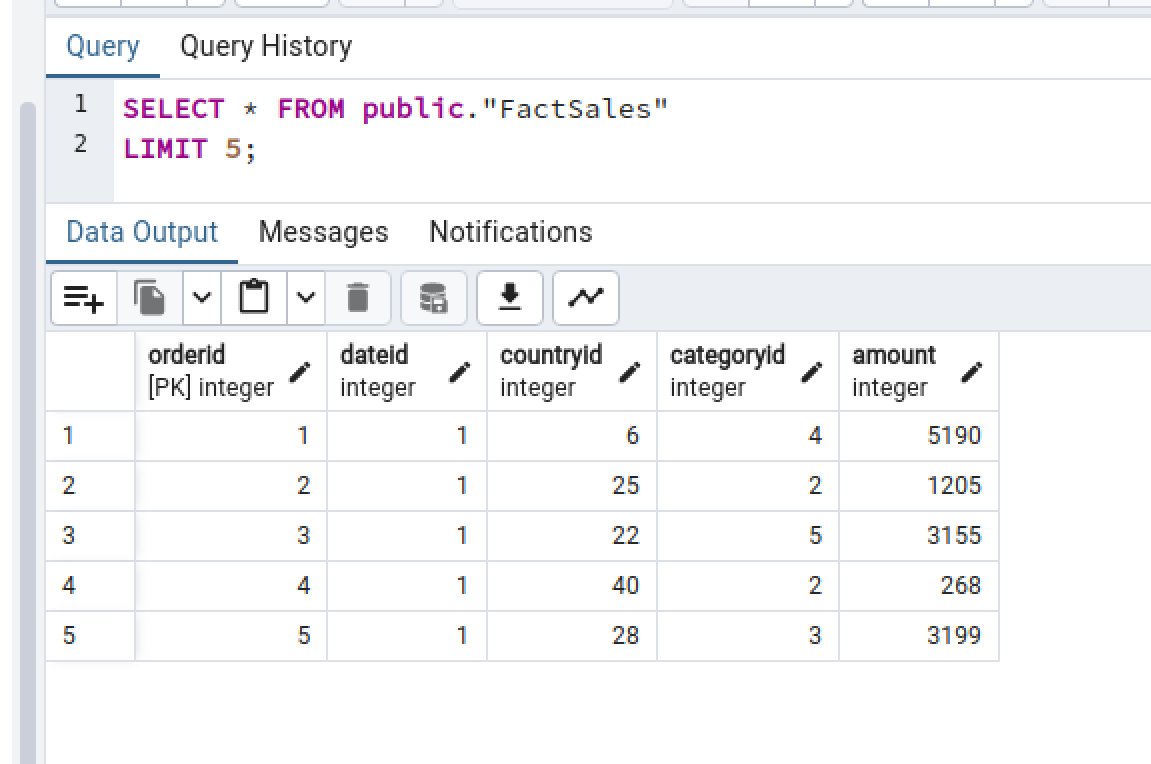 Query Query History
1 SELECT * FROM public."FactSales"
2 LIMIT 5;
Data Output Messages Notifications
orderid dateid countryid categoryid amount
[PK] integer integer integer integer integer
1 1 1 6 4 5190
2 2 1 25 2 1205
3 3 1 22 5 3155
4 4 1 40 2 268
5 5 1 28 3 3199